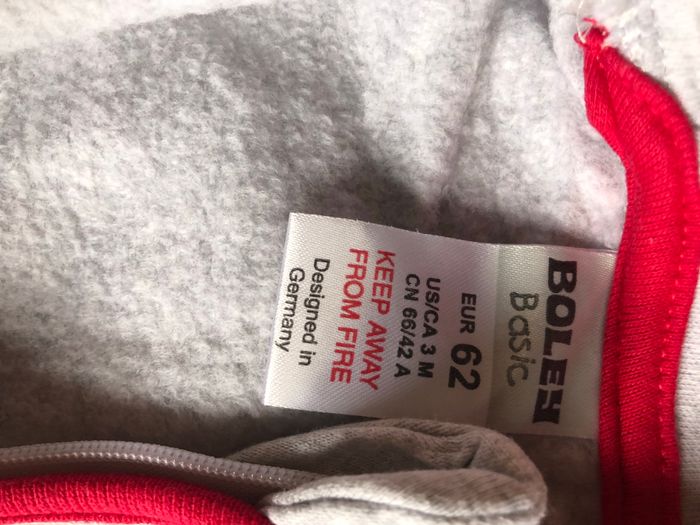 BOLEY
Basic
EUR 62
US/CA 3 M
CN 66/42 A
KEEP AWAY
FROM FIRE
Designed in
Germany